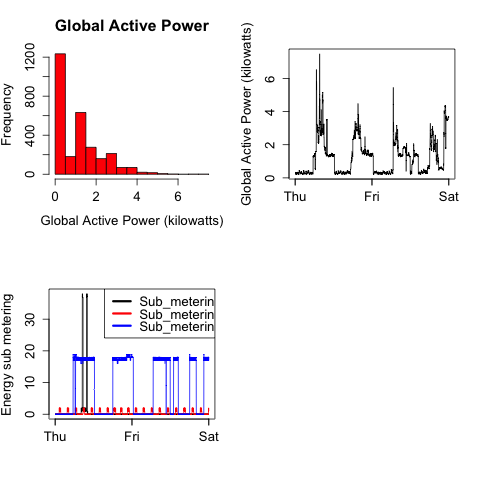 Global Active Power
Frequency
0 400 800 1200
0 2 4 6
Global Active Power (kilowatts)
Global Active Power (kilowatts)
0 2 4 6
Thu Fri Sat
Energy sub metering
0 10 20 30
Sub_meterin
Sub_meterin
Sub_meterin
Thu Fri Sat